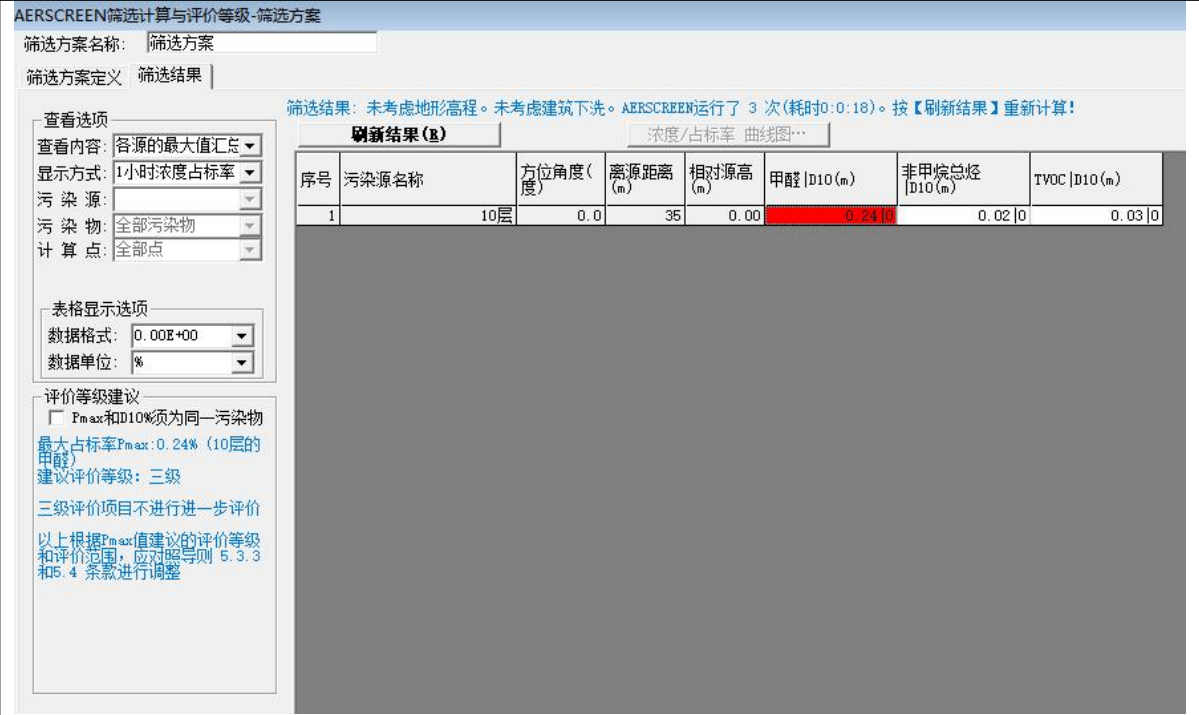 AERSCREEN筛选计算与评价等级-筛选方案
筛选方案名称: 筛选方案
筛选方案定义 筛选结果
筛选结果: 未考虑地形高程。未考虑建筑下洗。AERSCREEN运行了 3 次(耗时0:0:18)。按【刷新结果】重新计算!
刷新结果(R) 浓度/占标率 曲线图…
查看选项
查看内容: 各源的最大值汇总
显示方式: 1小时浓度占标率
污 染 源:
污 染 物: 全部污染物
计 算 点: 全部点
表格显示选项
数据格式: 0.00E+00
数据单位: %
评价等级建议
Pmax和D10%须为同一污染物
最大占标率Pmax:0.24% (10层的
甲醛)
建议评价等级: 三级
三级评价项目不进行进一步评价
以上根据Pmax值建议的评价等级
和评价范围, 应对照导则 5.3.3
和5.4 条款进行调整
序号 污染源名称 方位角度(度) 离源距离(m) 相对源高(m) 甲醛|D10(m) 非甲烷总烃|D10(m) TVOC|D10(m)
1 10层 0.0 35 0.00 0.24|0 0.02|0 0.03|0